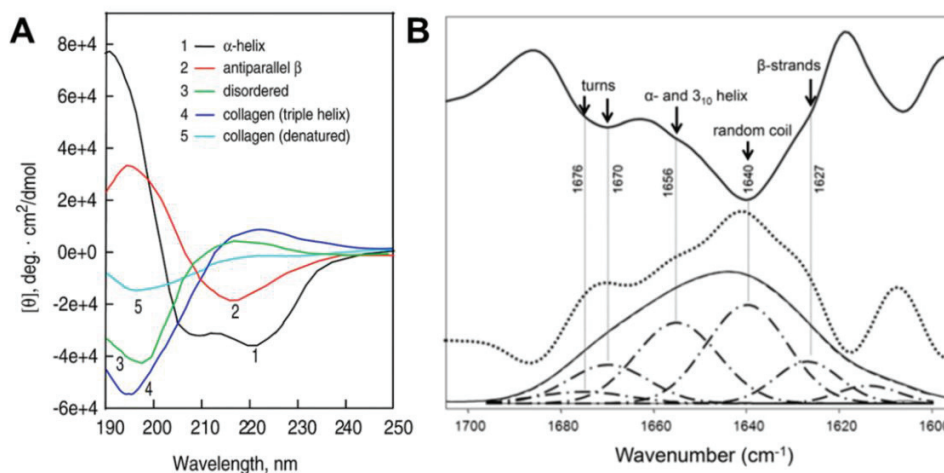 A
8e+4
6e+4
4e+4
2e+4
0e+0
-2e+4
-4e+4
-6e+4
[θ], deg. · cm²/dmol
1 α-helix
2 antiparallel β
3 disordered
4 collagen (triple helix)
5 collagen (denatured)
5
2
1
3
4
190 200 210 220 230 240 250
Wavelength, nm
B
turns
α- and 3₁₀ helix
random coil
β-strands
1676
1670
1656
1640
1627
1700 1680 1660 1640 1620 1600
Wavenumber (cm⁻¹)